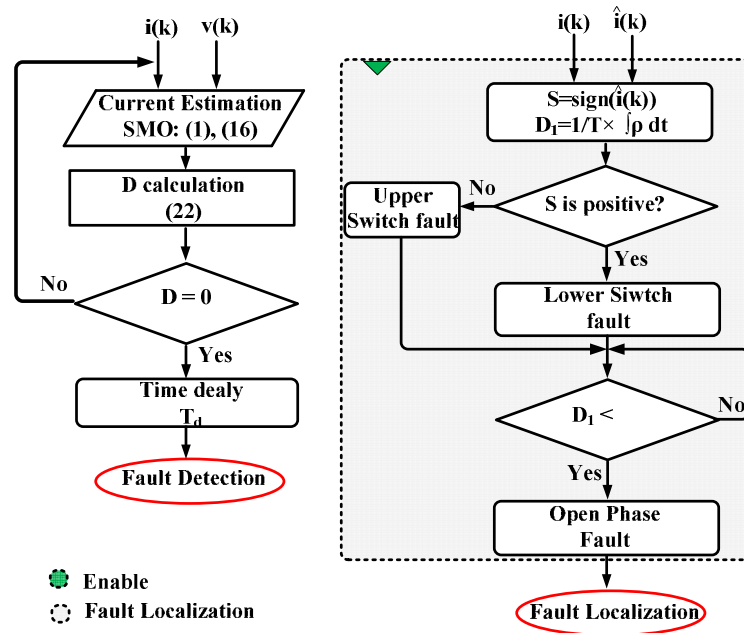 i(k) v(k)
Current Estimation
SMO: (1), (16)
D calculation
(22)
No
D = 0
Yes
Time dealy
T_d
Fault Detection
Enable
Fault Localization
i(k) î(k)
S=sign(î(k))
D₁=1/T× ∫ρ dt
No
S is positive?
Upper
Switch fault
Yes
Lower Siwtch
fault
D₁ <
No
Yes
Open Phase
Fault
Fault Localization